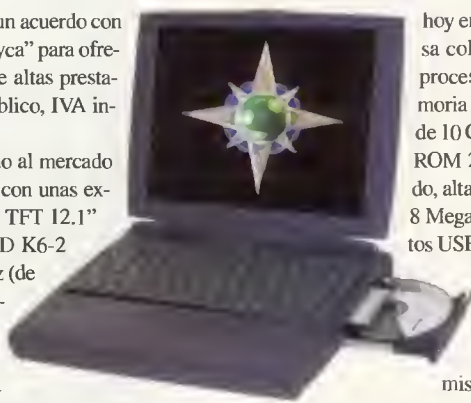 un acuerdo con
yca” para ofre-
e altas presta-
blico, IVA in-
do al mercado
con unas ex-
TFT 12.1”
D K6-2
z (de
hoy en
sa col
proces
moria
de 10 G
ROM 2
do, alta
8 Mega
tos USB
mis